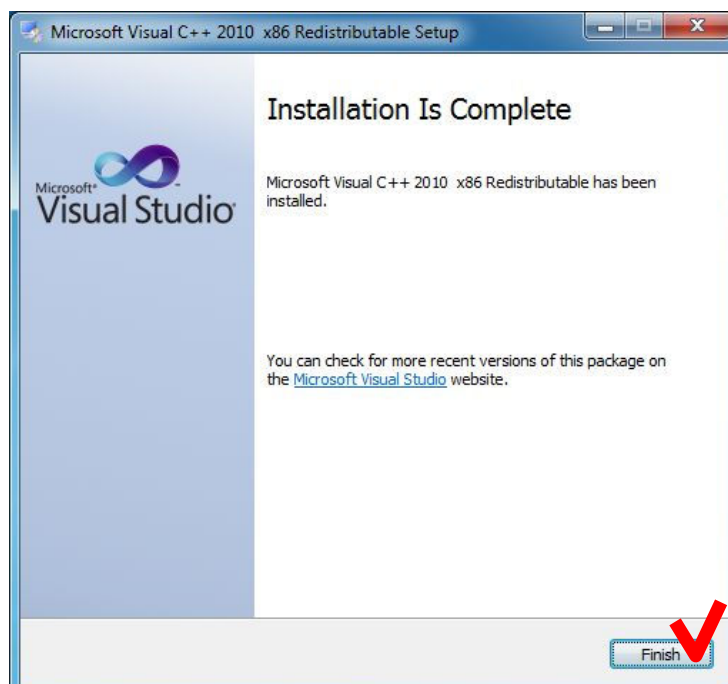 Microsoft Visual C++ 2010 x86 Redistributable Setup
Installation Is Complete
Microsoft®
Visual Studio®
Microsoft Visual C++ 2010 x86 Redistributable has been
installed.
You can check for more recent versions of this package on
the Microsoft Visual Studio website.
Finish